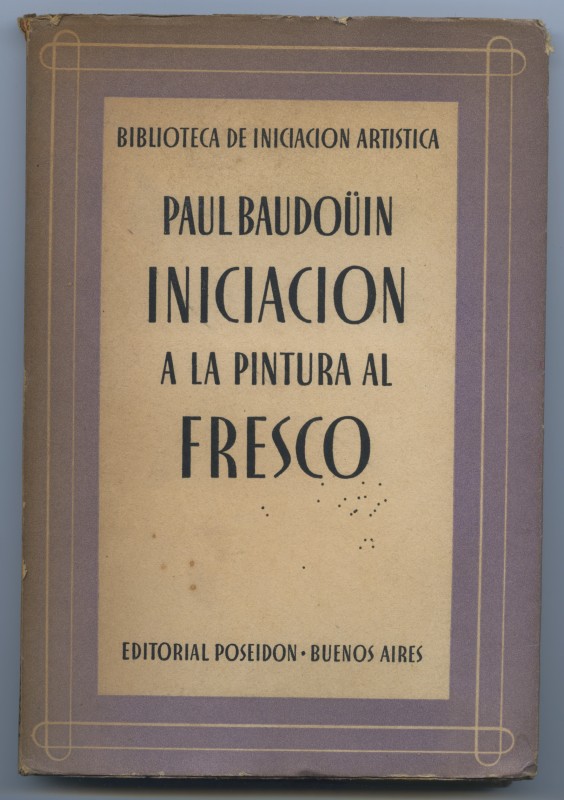 BIBLIOTECA DE INICIACION ARTISTICA
PAUL BAUDOÜIN
INICIACION
A LA PINTURA AL
FRESCO
EDITORIAL POSEIDON • BUENOS AIRES